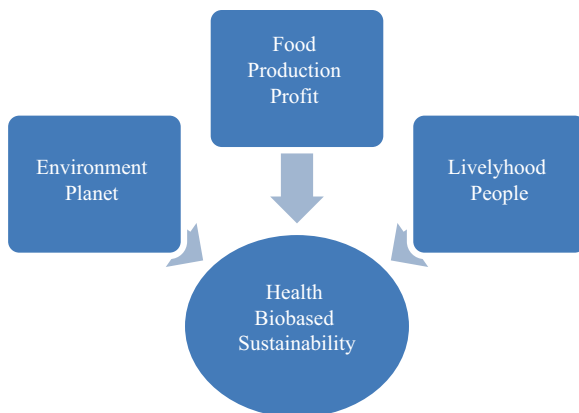 Food
Production
Profit
Environment
Planet
Livelyhood
People
Health
Biobased
Sustainability